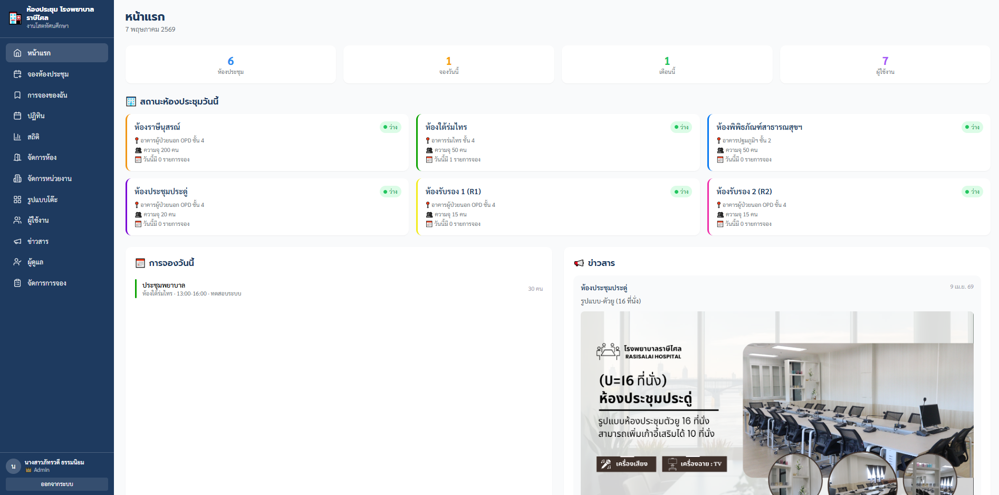 ห้องประชุม โรงพยาบาล
ราษีไศล
งานโสตทัศนศึกษา
หน้าแรก
จองห้องประชุม
การจองของฉัน
ปฏิทิน
สถิติ
จัดการห้อง
จัดการหน่วยงาน
รูปแบบโต๊ะ
ผู้ใช้งาน
ข่าวสาร
ผู้ดูแล
จัดการการจอง
น
นางสาวภัทรวดี ธรรมนิยม
Admin
ออกจากระบบ
หน้าแรก
7 พฤษภาคม 2569
6
ห้องประชุม
1
จองวันนี้
1
เดือนนี้
7
ผู้ใช้งาน
สถานะห้องประชุมวันนี้
ห้องราษีนุสรณ์
ว่าง
อาคารผู้ป่วยนอก OPD ชั้น 4
ความจุ 200 คน
วันนี้มี 0 รายการจอง
ห้องใต้ร่มไทร
ว่าง
อาคารร่มไทร ชั้น 4
ความจุ 50 คน
วันนี้มี 1 รายการจอง
ห้องพิพิธภัณฑ์สาธารณสุขฯ
ว่าง
อาคารปฐมภูมิฯ ชั้น 2
ความจุ 50 คน
วันนี้มี 0 รายการจอง
ห้องประชุมประดู่
ว่าง
อาคารผู้ป่วยนอก OPD ชั้น 4
ความจุ 20 คน
วันนี้มี 0 รายการจอง
ห้องรับรอง 1 (R1)
ว่าง
อาคารผู้ป่วยนอก OPD ชั้น 4
ความจุ 15 คน
วันนี้มี 0 รายการจอง
ห้องรับรอง 2 (R2)
ว่าง
อาคารผู้ป่วยนอก OPD ชั้น 4
ความจุ 15 คน
วันนี้มี 0 รายการจอง
การจองวันนี้
ประชุมพยาบาล
ห้องใต้ร่มไทร · 13:00-16:00 · ทดสอบระบบ
30 คน
ข่าวสาร
ห้องประชุมประดู่
9 เม.ย. 69
รูปแบบ-ตัวยู (16 ที่นั่ง)
โรงพยาบาลราษีไศล
RASISALAI HOSPITAL
(U=16 ที่นั่ง)
ห้องประชุมประดู่
รูปแบบห้องประชุมตัวยู 16 ที่นั่ง
สามารถเพิ่มเก้าอี้เสริมได้ 10 ที่นั่ง
เครื่องเสียง
เครื่องฉาย : TV